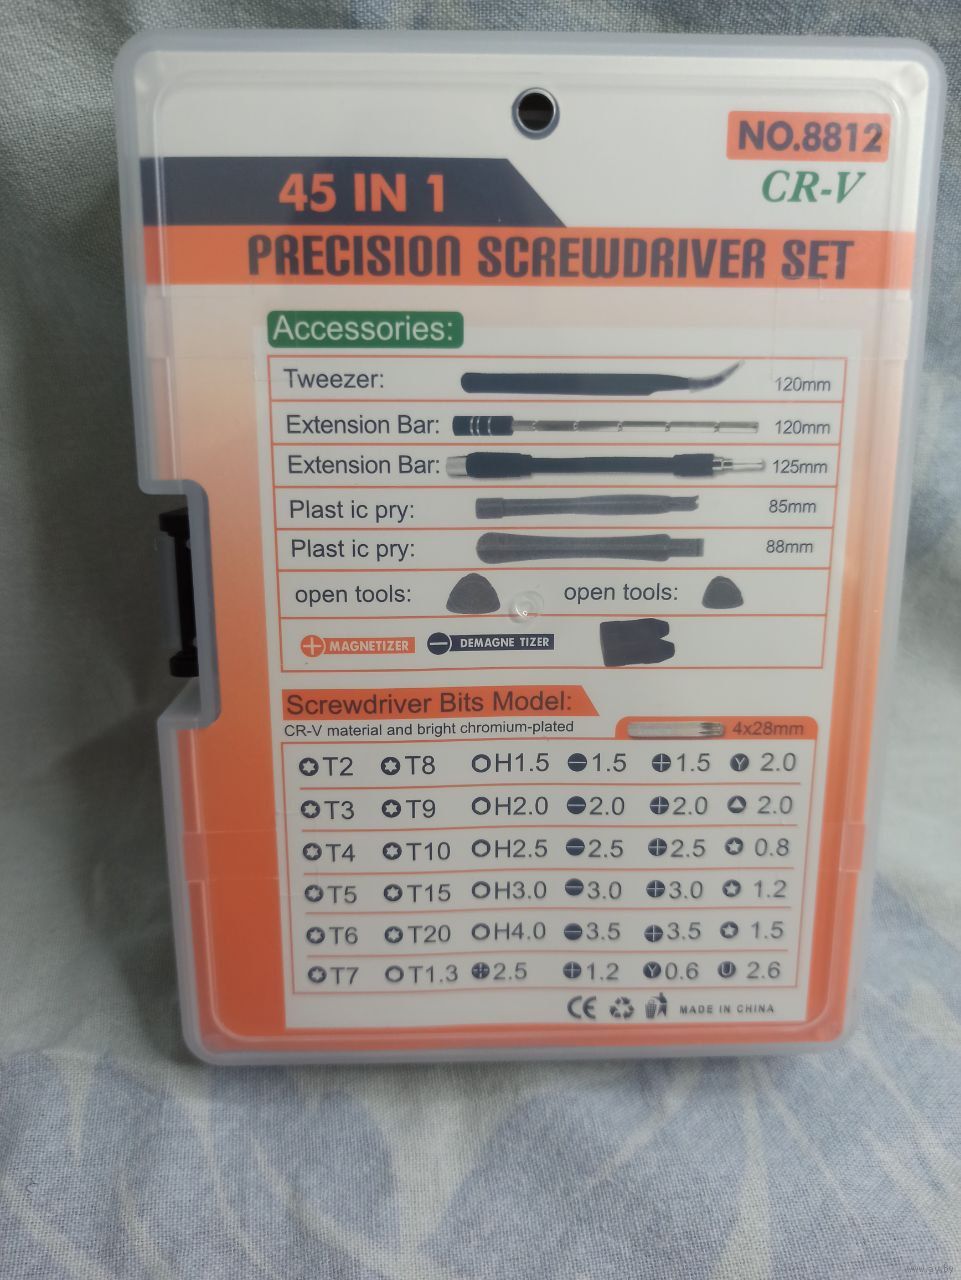 NO.8812
CR-V
45 IN 1
PRECISION SCREWDRIVER SET
Accessories:
Tweezer: 120mm
Extension Bar: 120mm
Extension Bar: 125mm
Plast ic pry: 85mm
Plast ic pry: 88mm
open tools: open tools:
MAGNETIZER DEMAGNE TIZER
Screwdriver Bits Model:
CR-V material and bright chromium-plated
4x28mm
T2 T8 H1.5 1.5 1.5 2.0
T3 T9 H2.0 2.0 2.0 2.0
T4 T10 H2.5 2.5 2.5 0.8
T5 T15 H3.0 3.0 3.0 1.2
T6 T20 H4.0 3.5 3.5 1.5
T7 T1.3 2.5 1.2 0.6 2.6
CE MADE IN CHINA